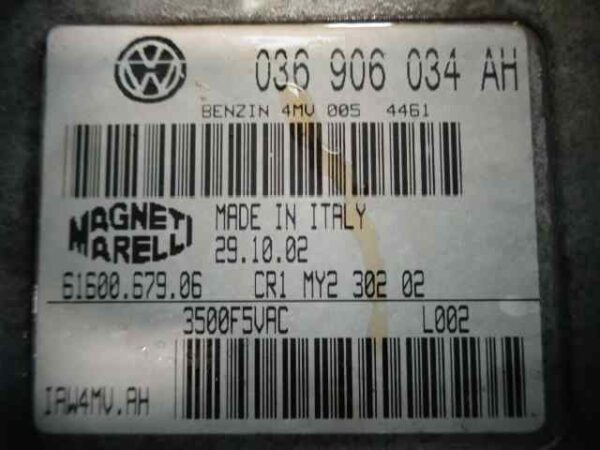 036 906 034 AH
BENZIN 4MV 005 4461
MAGNETI
MARELLI
MADE IN ITALY
29.10.02
61600.679.06 CR1 MY2 302 02
3500F5VAC L002
IAW4MV.AH